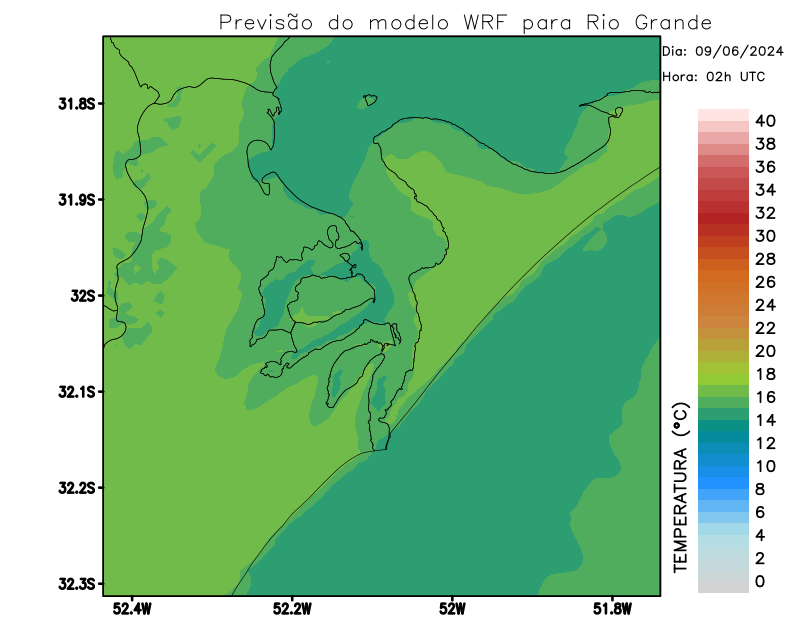 Previsão do modelo WRF para Rio Grande
Dia: 09/06/2024
Hora: 02h UTC
31.8S
31.9S
32S
32.1S
32.2S
32.3S
52.4W
52.2W
52W
51.8W
TEMPERATURA (°C)
40
38
36
34
32
30
28
26
24
22
20
18
16
14
12
10
8
6
4
2
0